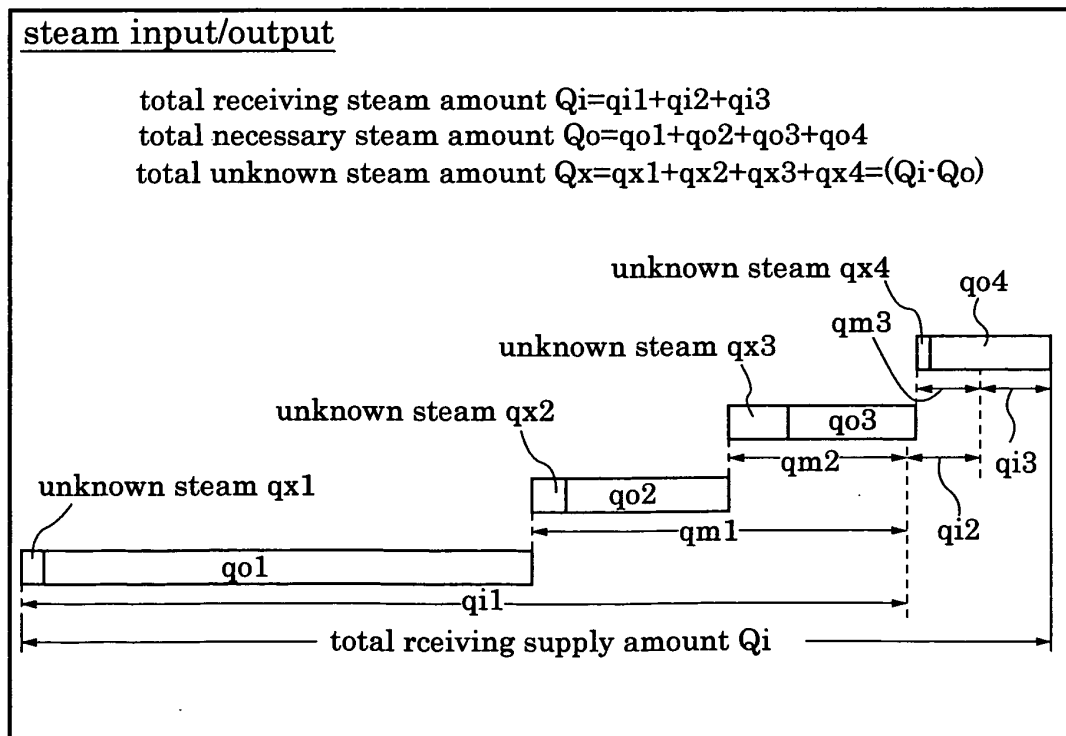 steam input/output
total receiving steam amount Qi=qi1+qi2+qi3
total necessary steam amount Qo=qo1+qo2+qo3+qo4
total unknown steam amount Qx=qx1+qx2+qx3+qx4=(Qi-Qo)
unknown steam qx4
qo4
qm3
unknown steam qx3
unknown steam qx2
qo3
qm2
qi3
unknown steam qx1
qo2
qm1
qi2
qo1
qi1
total rceiving supply amount Qi